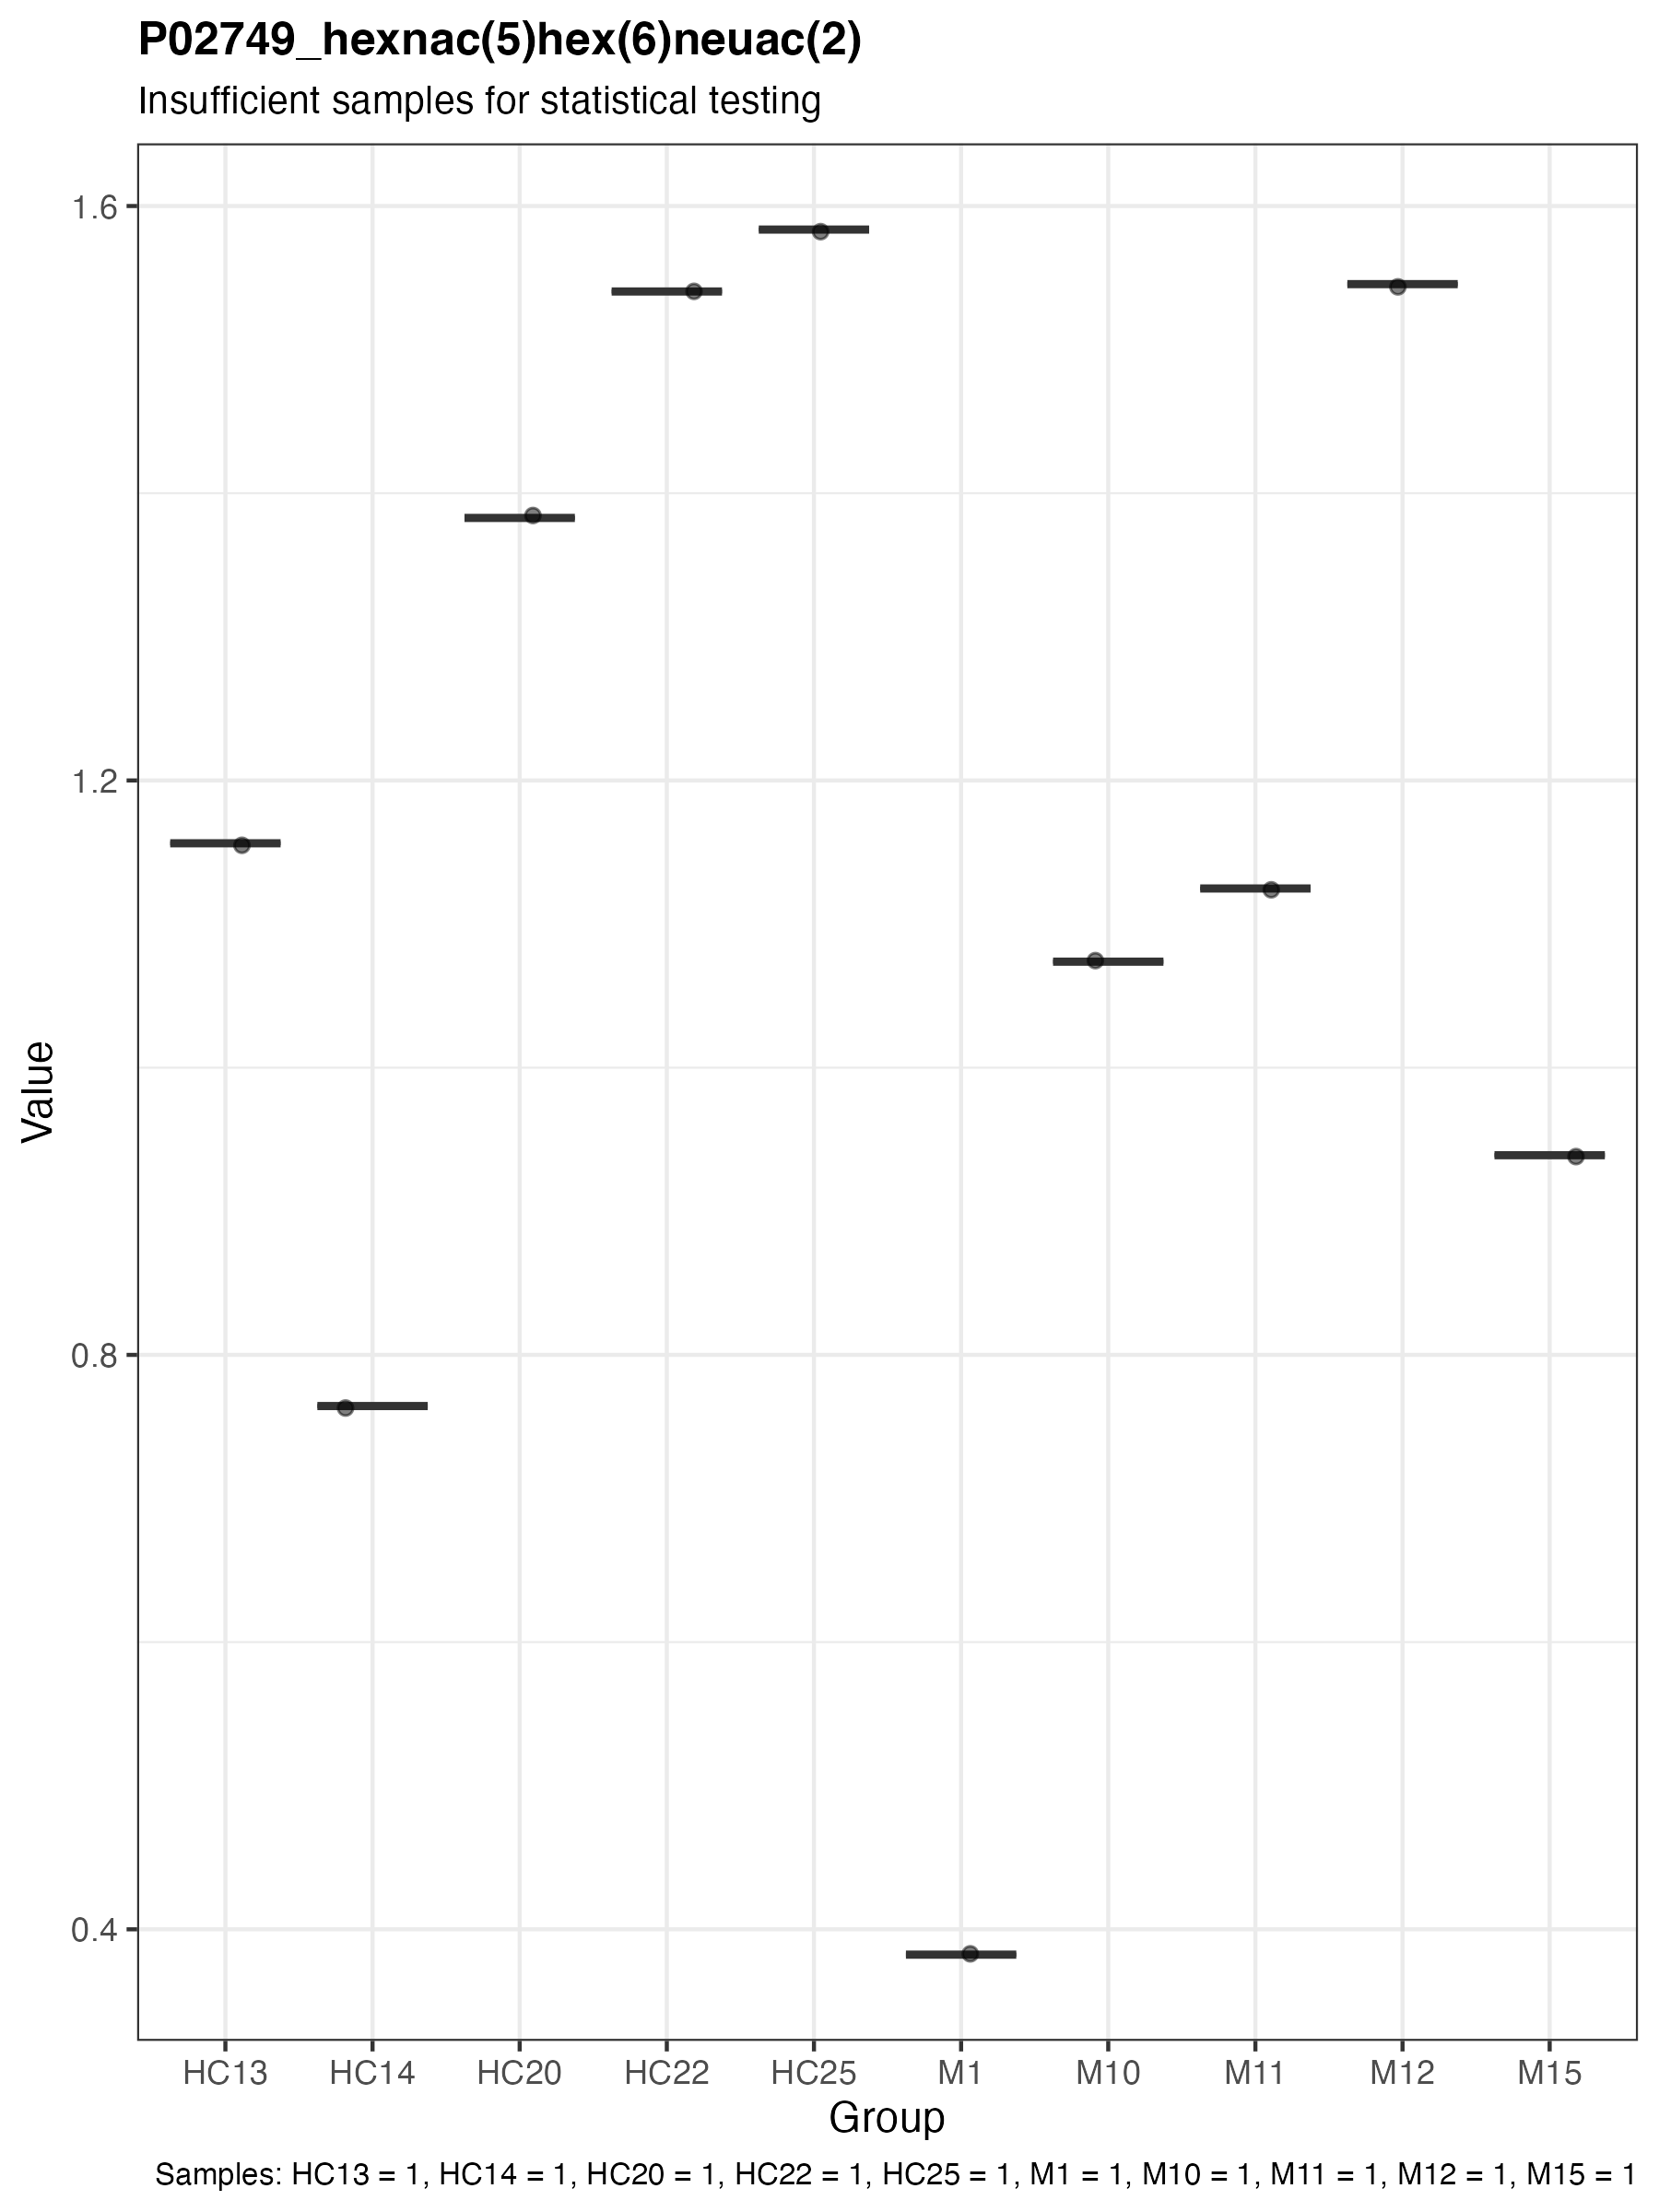 P02749_hexnac(5)hex(6)neuac(2)
Insufficient samples for statistical testing
1.6
1.2
0.8
0.4
Value
HC13 HC14 HC20 HC22 HC25 M1 M10 M11 M12 M15
Group
Samples: HC13 = 1, HC14 = 1, HC20 = 1, HC22 = 1, HC25 = 1, M1 = 1, M10 = 1, M11 = 1, M12 = 1, M15 = 1